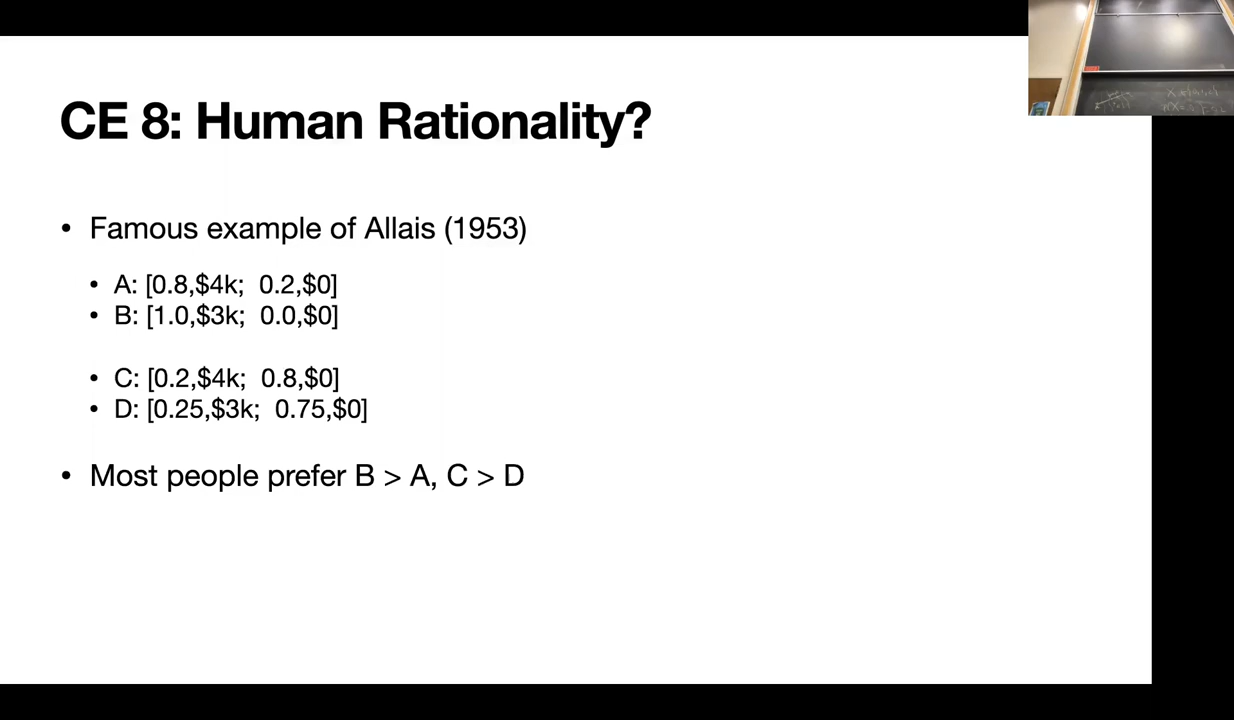 CE 8: Human Rationality?
• Famous example of Allais (1953)
• A: [0.8,$4k; 0.2,$0]
• B: [1.0,$3k; 0.0,$0]
• C: [0.2,$4k; 0.8,$0]
• D: [0.25,$3k; 0.75,$0]
• Most people prefer B > A, C > D